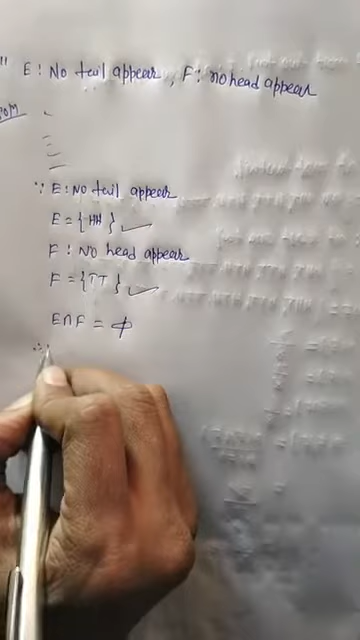 " E : No tail appear , F : no head appear
∵ E : No tail appear
E = { HH }
F : No head appear
F = { TT }
E∩F = ϕ
∴